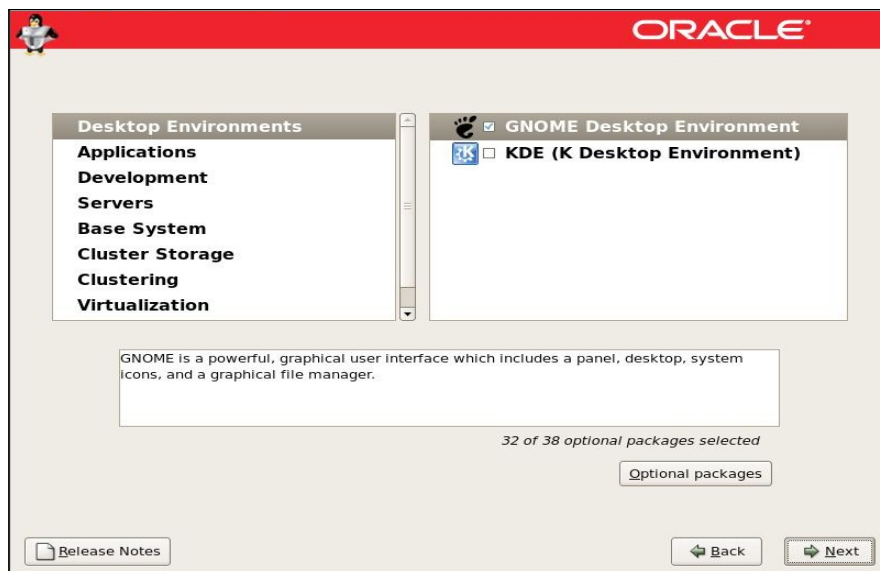 ORACLE®
Desktop Environments
Applications
Development
Servers
Base System
Cluster Storage
Clustering
Virtualization
GNOME Desktop Environment
KDE (K Desktop Environment)
GNOME is a powerful, graphical user interface which includes a panel, desktop, system
icons, and a graphical file manager.
32 of 38 optional packages selected
Optional packages
Release Notes
Back
Next